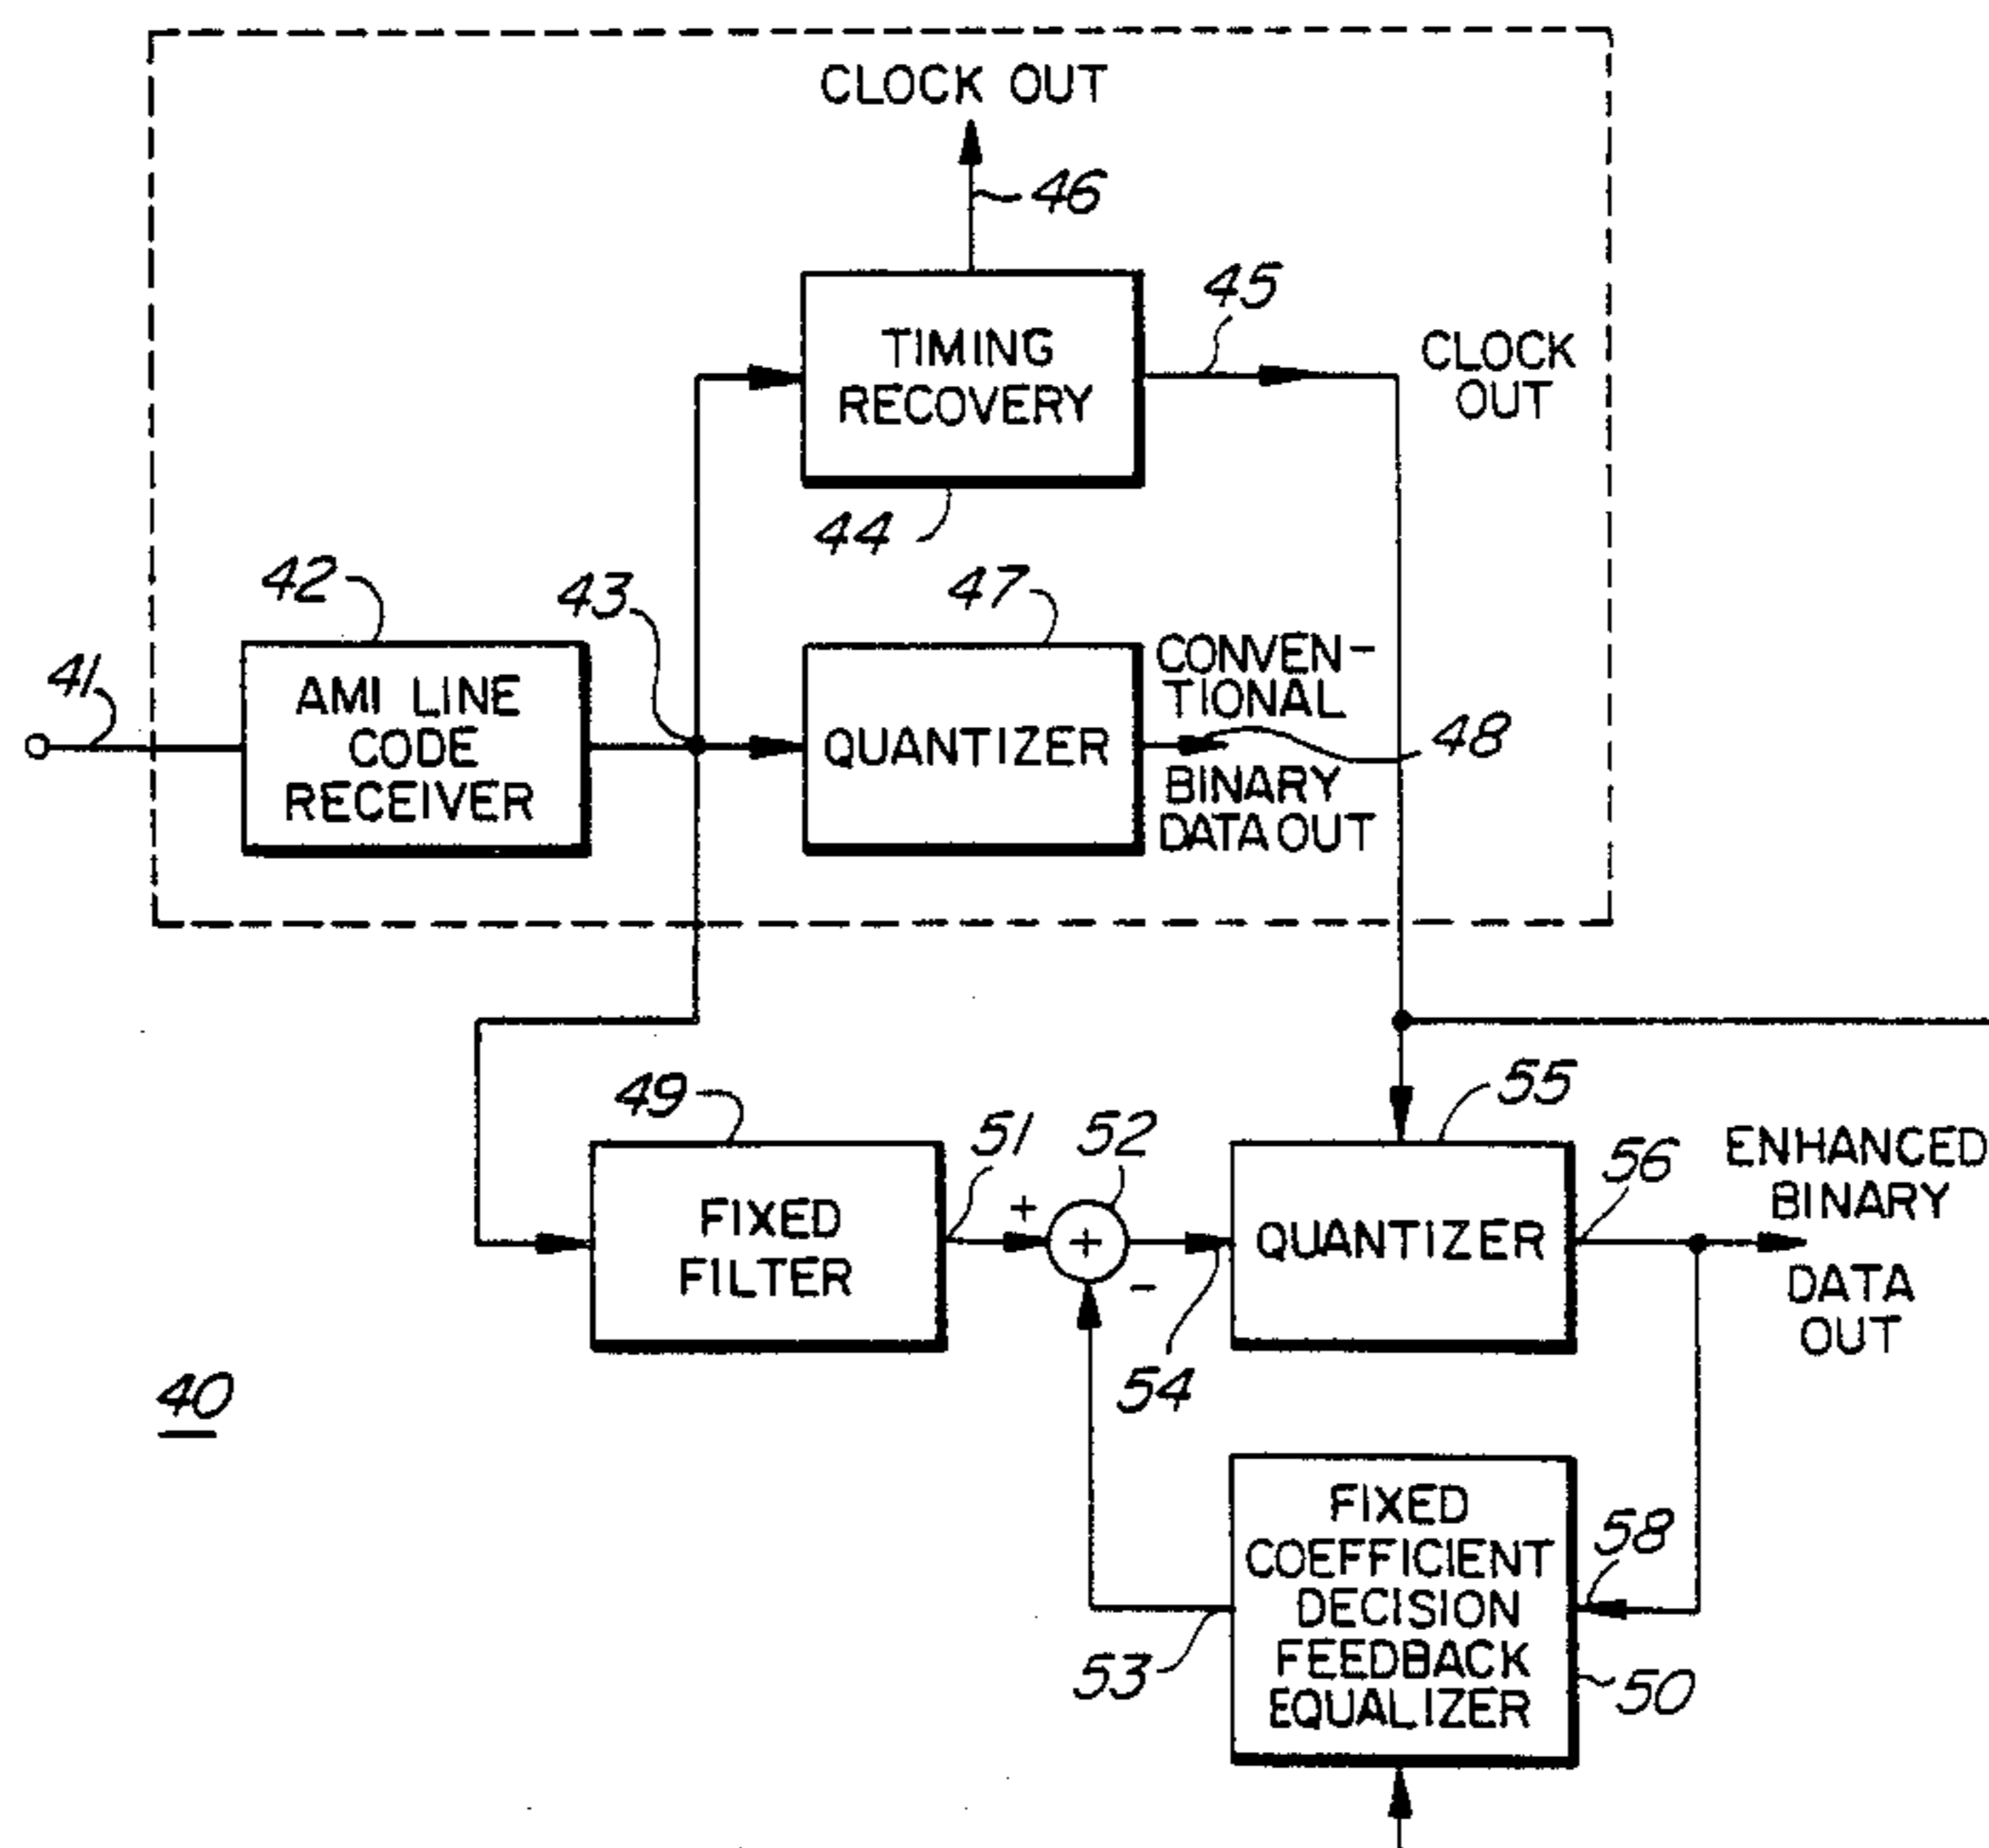 CLOCK OUT
46
45
TIMING
RECOVERY
CLOCK
OUT
44
42
43
47
41
AMI LINE
CODE
RECEIVER
QUANTIZER
CONVEN-
TIONAL
48
BINARY
DATA OUT
49
51
52
55
56
ENHANCED
BINARY
FIXED
FILTER
+
+
-
QUANTIZER
DATA
OUT
54
40
FIXED
COEFFICIENT
DECISION
FEEDBACK
EQUALIZER
58
53
50